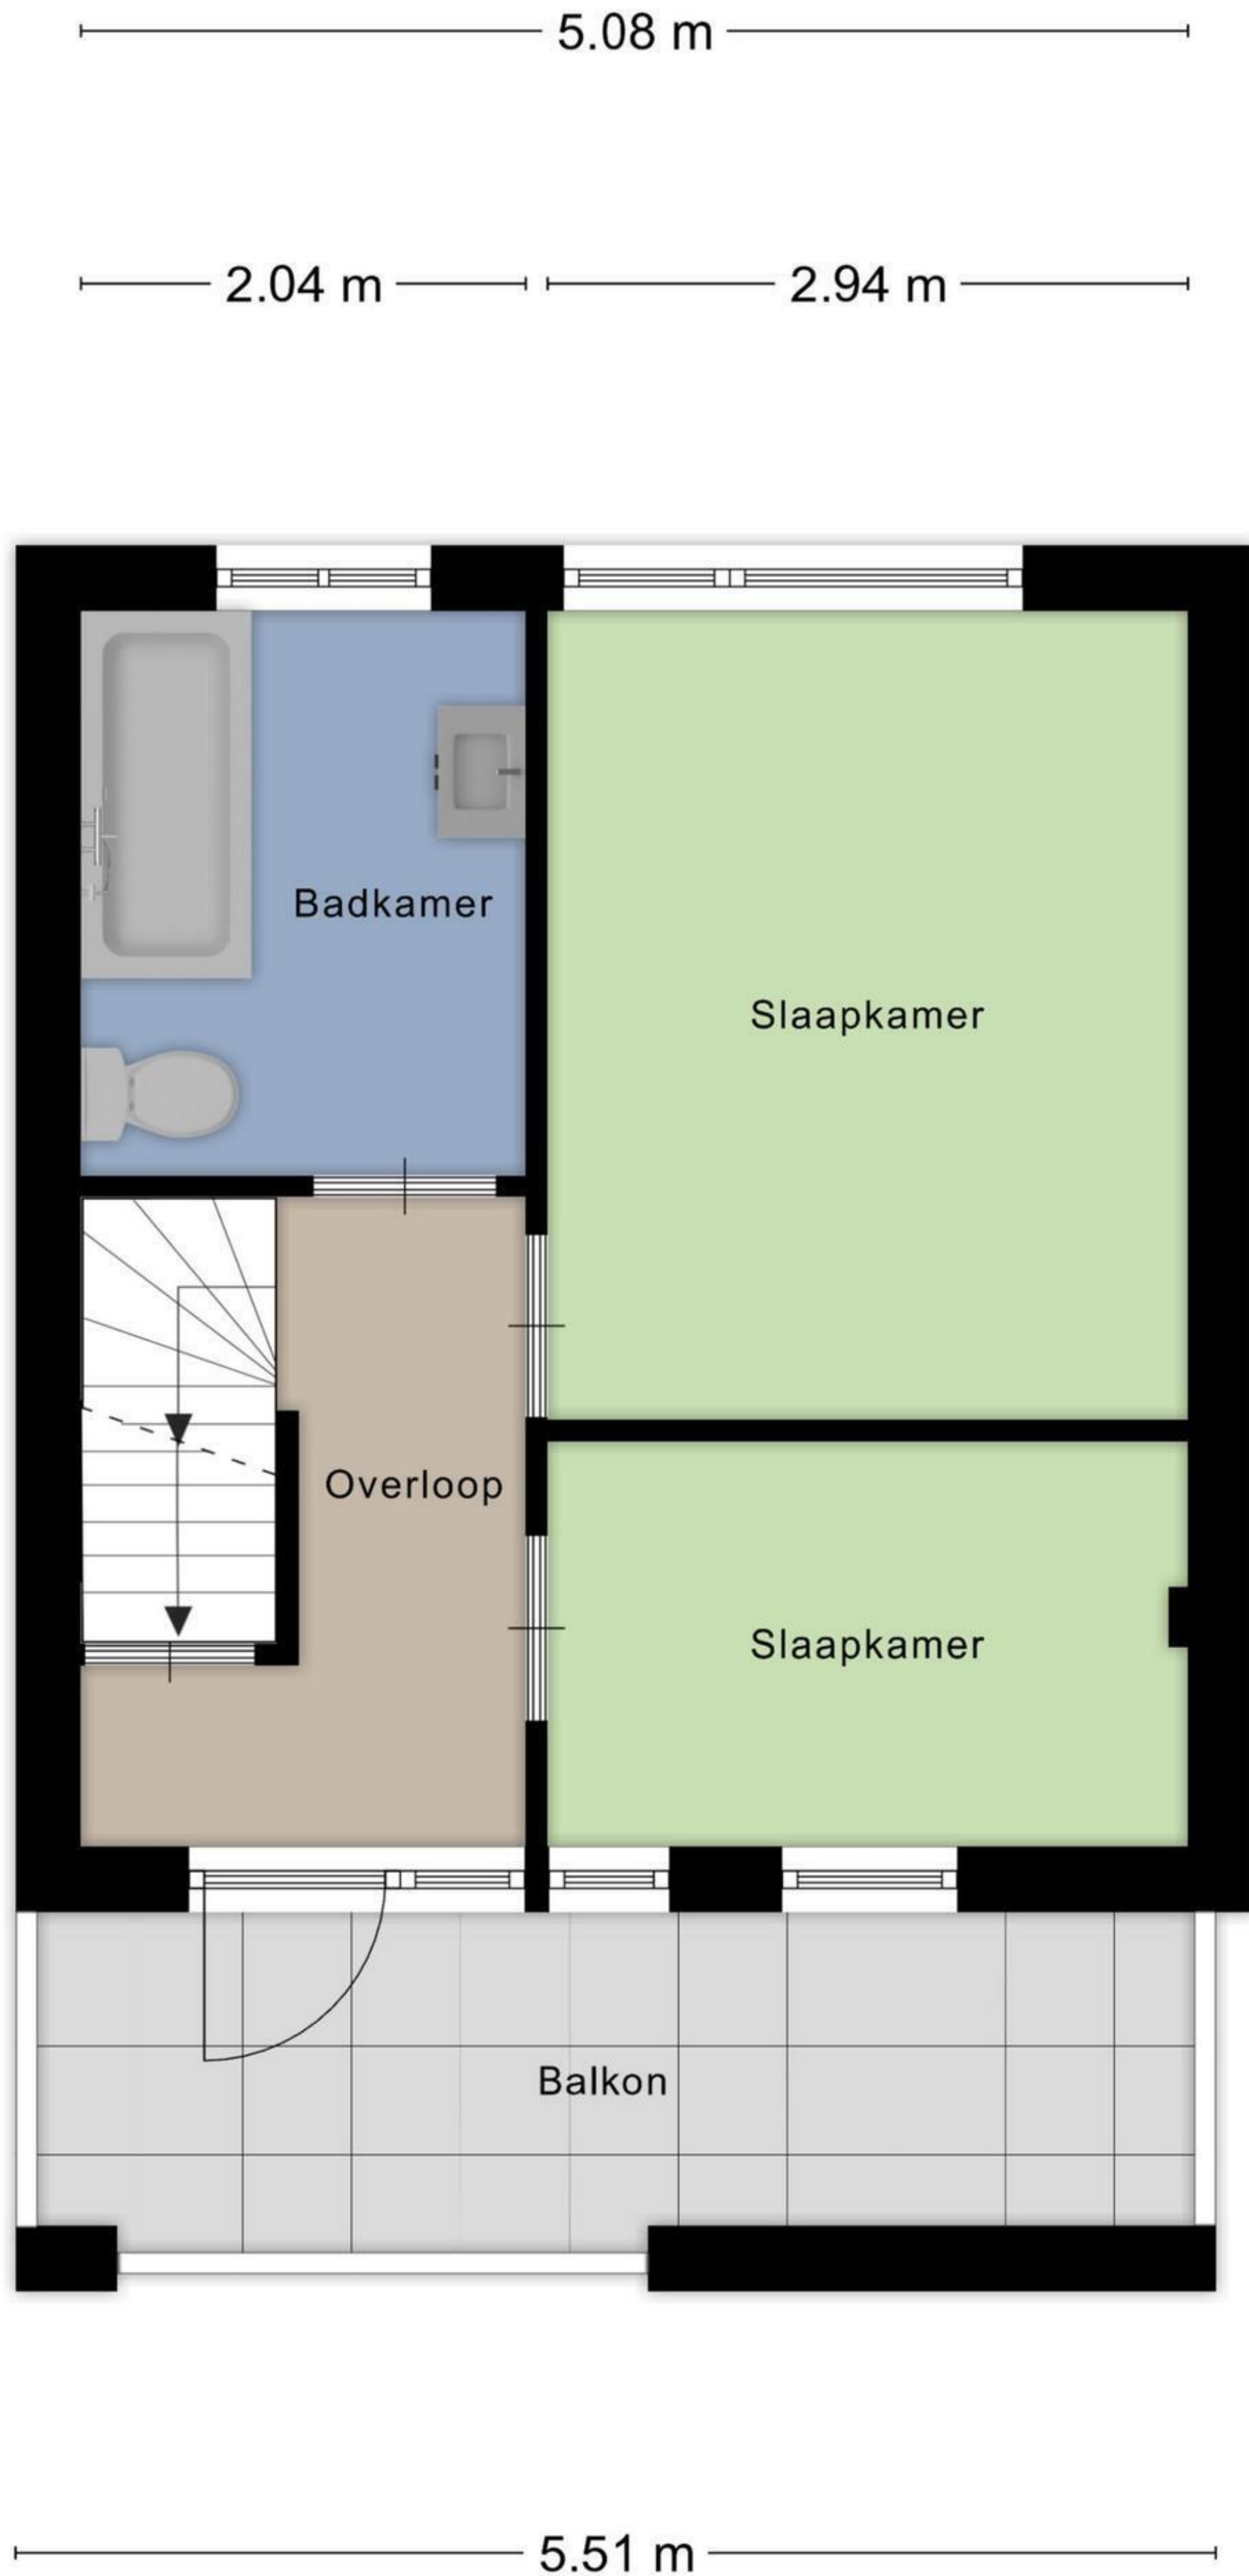 5.08 m
2.04 m
2.94 m
Badkamer
Slaapkamer
Overloop
Slaapkamer
Balkon
5.51 m